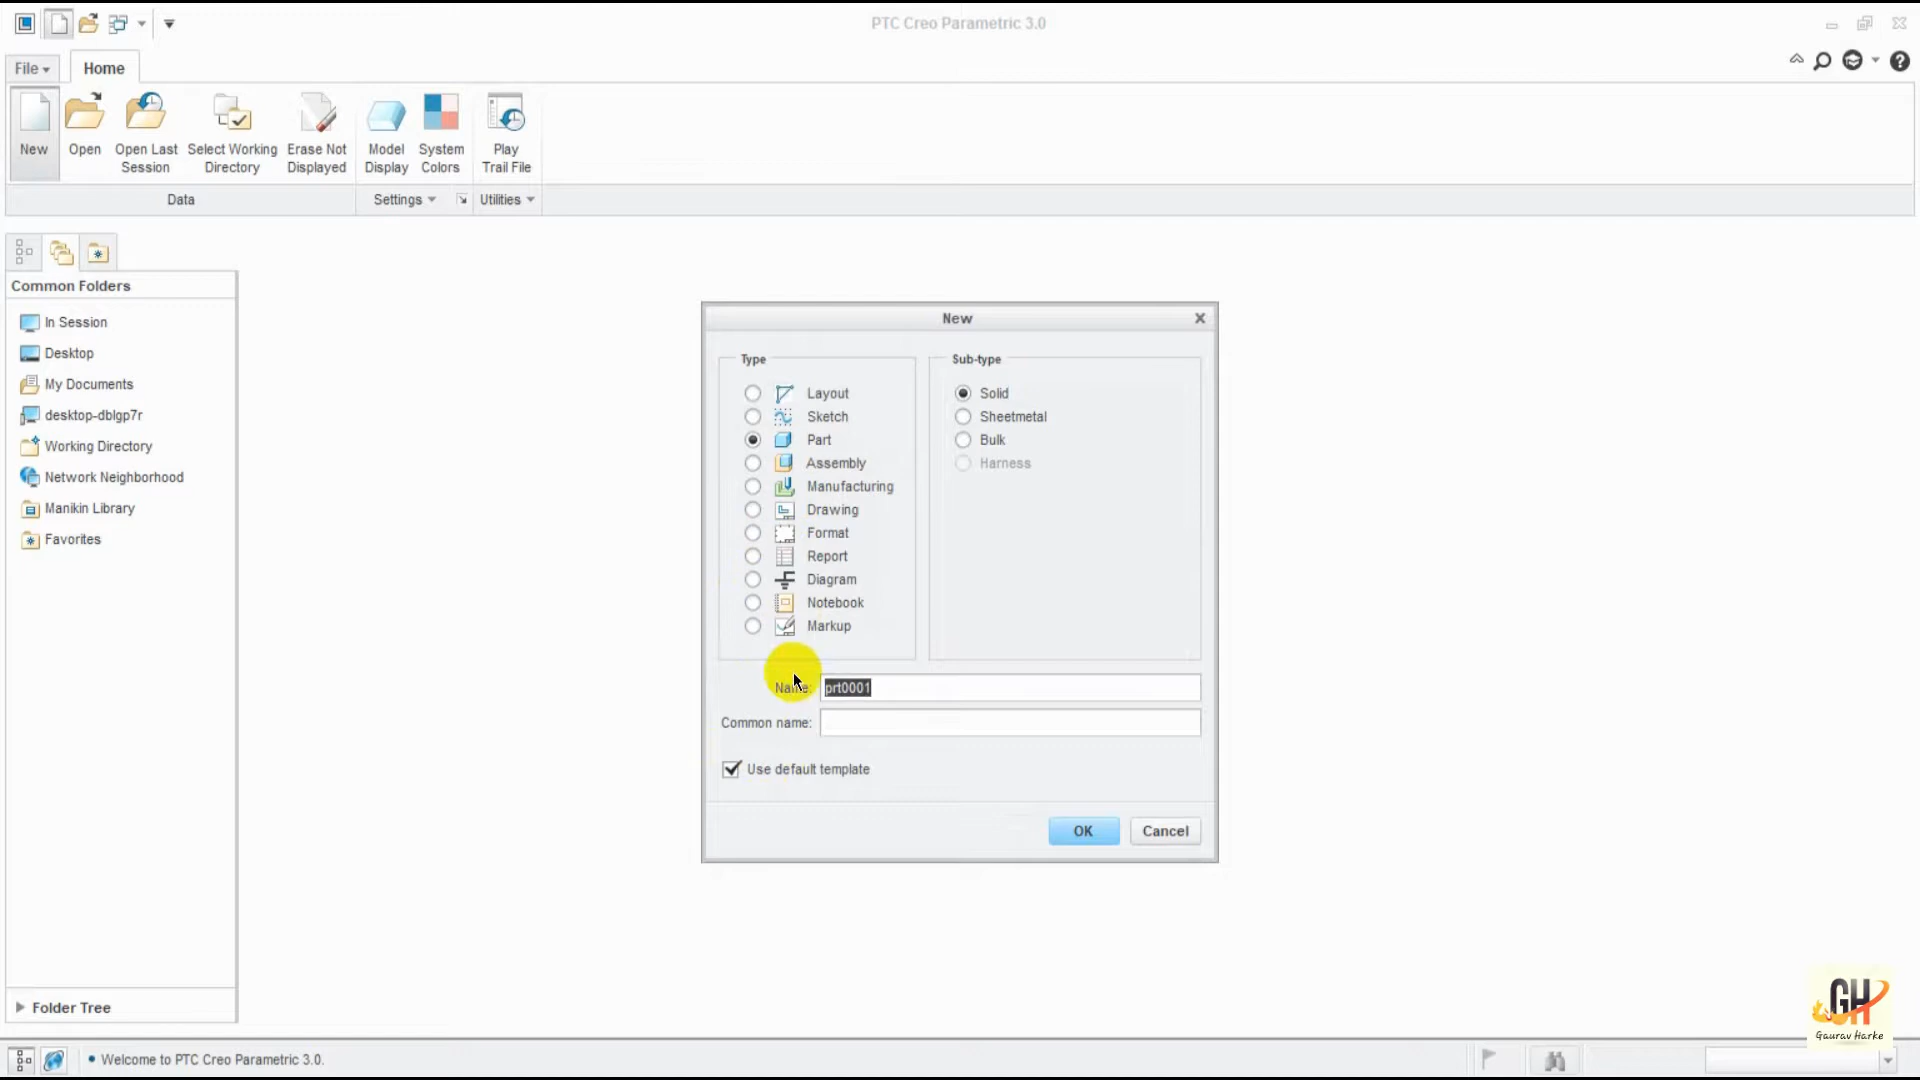 PTC Creo Parametric 3.0
File
Home
New
Open
Open Last
Session
Select Working
Directory
Erase Not
Displayed
Model
Display
System
Colors
Play
Trail File
Data
Settings
Utilities
Common Folders
In Session
Desktop
My Documents
desktop-dblgp7r
Working Directory
Network Neighborhood
Manikin Library
Favorites
Folder Tree
New
Type
Layout
Sketch
Part
Assembly
Manufacturing
Drawing
Format
Report
Diagram
Notebook
Markup
Sub-type
Solid
Sheetmetal
Bulk
Harness
Name:
prt0001
Common name:
Use default template
OK
Cancel
GH
Gaurav Harke
Welcome to PTC Creo Parametric 3.0.